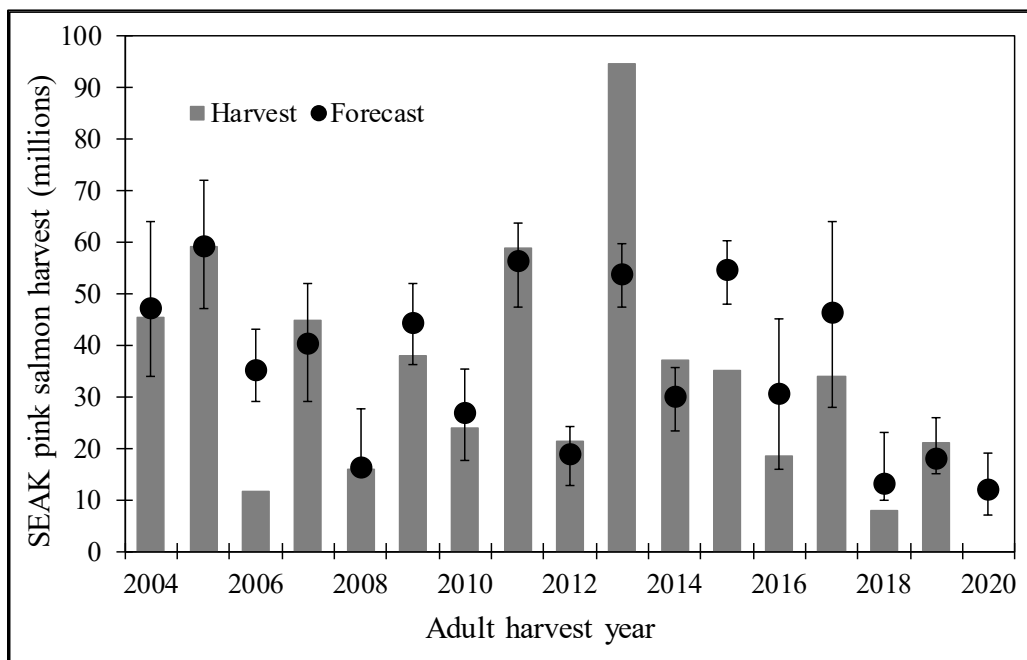 SEAK pink salmon harvest (millions)
100
90
80
70
60
50
40
30
20
10
0
Harvest Forecast
2004 2006 2008 2010 2012 2014 2016 2018 2020
Adult harvest year